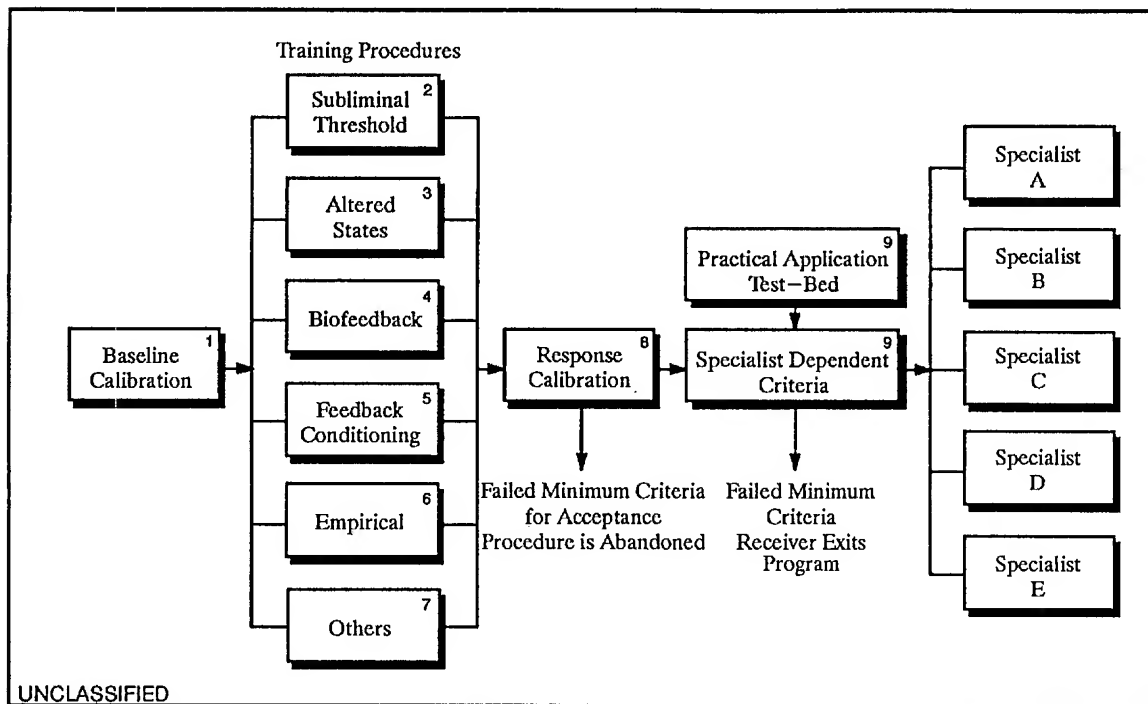 Training Procedures
1
Baseline
Calibration
2
Subliminal
Threshold
3
Altered
States
4
Biofeedback
5
Feedback
Conditioning
6
Empirical
7
Others
8
Response
Calibration
Failed Minimum Criteria
for Acceptance
Procedure is Abandoned
9
Practical Application
Test-Bed
9
Specialist Dependent
Criteria
Failed Minimum
Criteria
Receiver Exits
Program
Specialist
A
Specialist
B
Specialist
C
Specialist
D
Specialist
E
UNCLASSIFIED